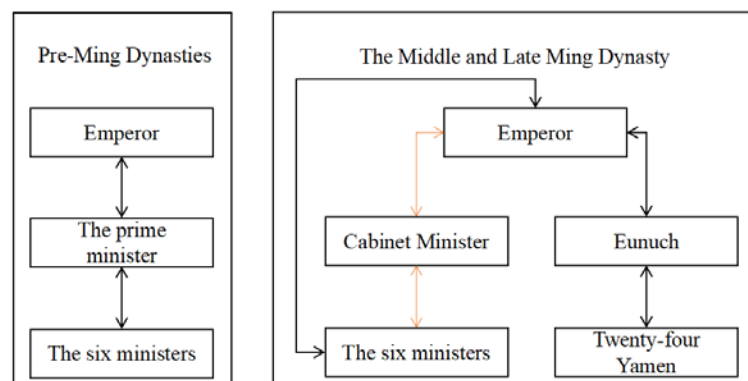 Pre-Ming Dynasties
Emperor
The prime
minister
The six ministers
The Middle and Late Ming Dynasty
Emperor
Cabinet Minister
Eunuch
The six ministers
Twenty-four
Yamen